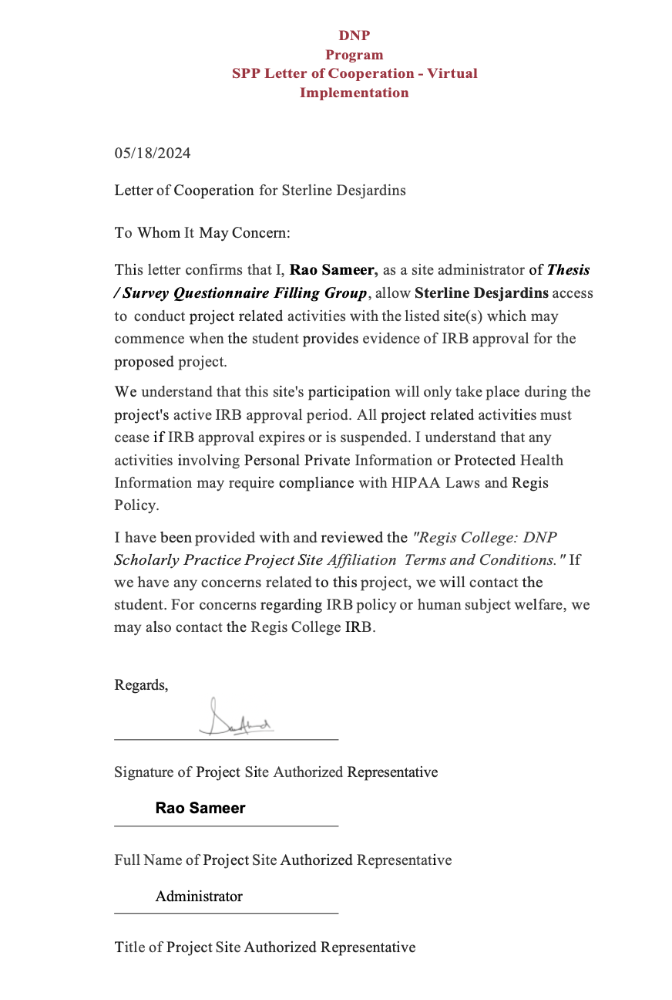 DNP
Program
SPP Letter of Cooperation - Virtual
Implementation
05/18/2024
Letter of Cooperation for Sterline Desjardins
To Whom It May Concern:
This letter confirms that I, Rao Sameer, as a site administrator of Thesis
/ Survey Questionnaire Filling Group, allow Sterline Desjardins access
to conduct project related activities with the listed site(s) which may
commence when the student provides evidence of IRB approval for the
proposed project.
We understand that this site's participation will only take place during the
project's active IRB approval period. All project related activities must
cease if IRB approval expires or is suspended. I understand that any
activities involving Personal Private Information or Protected Health
Information may require compliance with HIPAA Laws and Regis
Policy.
I have been provided with and reviewed the "Regis College: DNP
Scholarly Practice Project Site Affiliation Terms and Conditions." If
we have any concerns related to this project, we will contact the
student. For concerns regarding IRB policy or human subject welfare, we
may also contact the Regis College IRB.
Regards,
Signature of Project Site Authorized Representative
Rao Sameer
Full Name of Project Site Authorized Representative
Administrator
Title of Project Site Authorized Representative